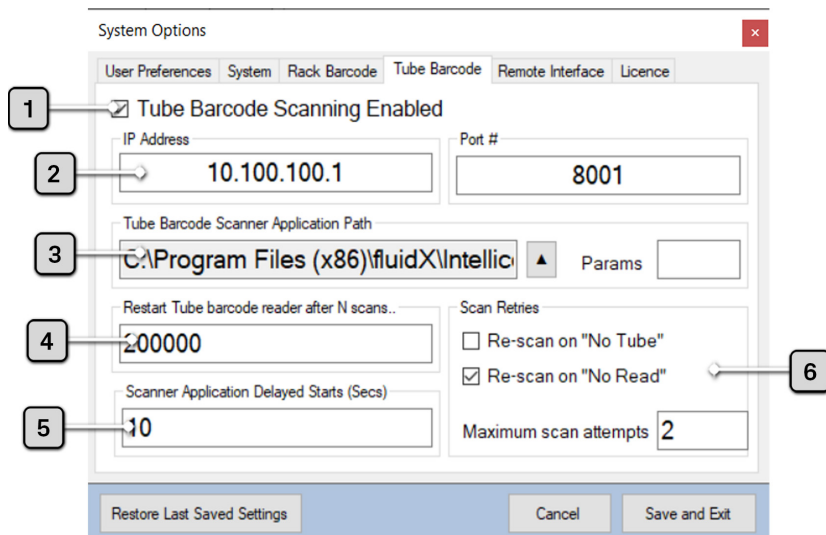 System Options
×
User Preferences System Rack Barcode Tube Barcode Remote Interface Licence
1
Tube Barcode Scanning Enabled
IP Address
Port #
2
10.100.100.1
8001
Tube Barcode Scanner Application Path
3
C:\Program Files (x86)\fluidX\Intellic
Params
Restart Tube barcode reader after N scans..
Scan Retries
4
200000
Re-scan on "No Tube"
Re-scan on "No Read"
6
Scanner Application Delayed Starts (Secs)
5
10
Maximum scan attempts 2
Restore Last Saved Settings
Cancel
Save and Exit